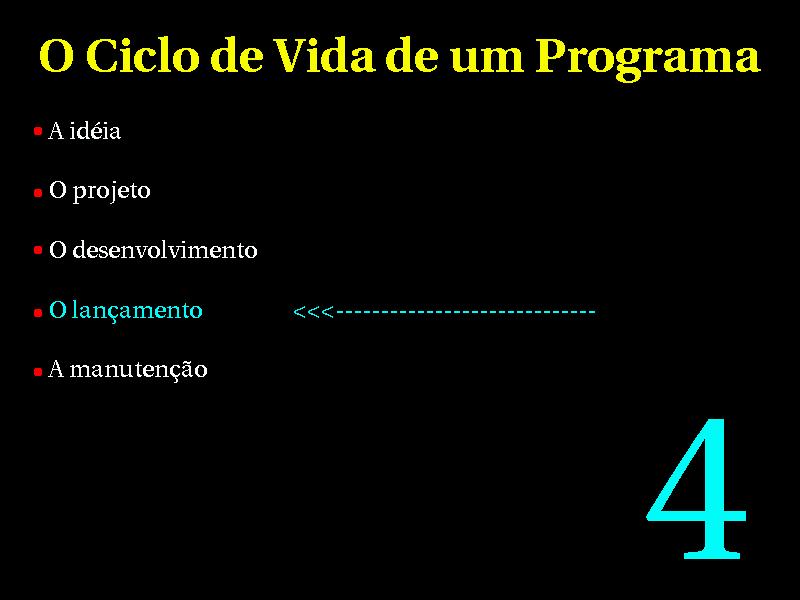 O Ciclo de Vida de um Programa
• A idéia
• O projeto
• O desenvolvimento
• O lançamento <<<-----------------------------
• A manutenção
4